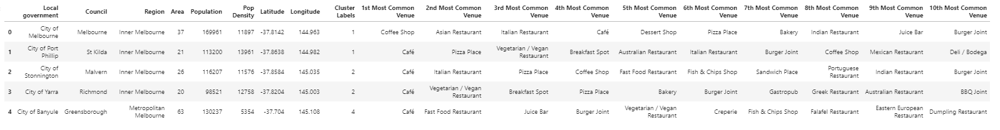 Local government Council Region Area Population Pop Density Latitude Longitude Cluster Labels 1st Most Common Venue 2nd Most Common Venue 3rd Most Common Venue 4th Most Common Venue 5th Most Common Venue 6th Most Common Venue 7th Most Common Venue 8th Most Common Venue 9th Most Common Venue 10th Most Common Venue
0 City of Melbourne Melbourne Inner Melbourne 37 169961 11897 -37.8142 144.963 1 Coffee Shop Asian Restaurant Italian Restaurant Café Dessert Shop Pizza Place Bakery Indian Restaurant Juice Bar Burger Joint
1 City of Port Phillip St Kilda Inner Melbourne 21 113200 13961 -37.8638 144.982 1 Café Pizza Place Vegetarian / Vegan Restaurant Breakfast Spot Australian Restaurant Italian Restaurant Burger Joint Coffee Shop Mexican Restaurant Deli / Bodega
2 City of Stonnington Malvern Inner Melbourne 26 116207 11576 -37.8584 145.035 2 Café Italian Restaurant Pizza Place Coffee Shop Fast Food Restaurant Fish & Chips Shop Sandwich Place Portuguese Restaurant Indian Restaurant Burger Joint
3 City of Yarra Richmond Inner Melbourne 20 98521 12758 -37.8204 145.003 2 Café Vegetarian / Vegan Restaurant Breakfast Spot Pizza Place Bakery Burger Joint Gastropub Greek Restaurant Australian Restaurant BBQ Joint
4 City of Banyule Greensborough Metropolitan Melbourne 63 130237 5354 -37.704 145.108 4 Café Fast Food Restaurant Juice Bar Burger Joint Vegetarian / Vegan Restaurant Creperie Fish & Chips Shop Falafel Restaurant Eastern European Restaurant Dumpling Restaurant